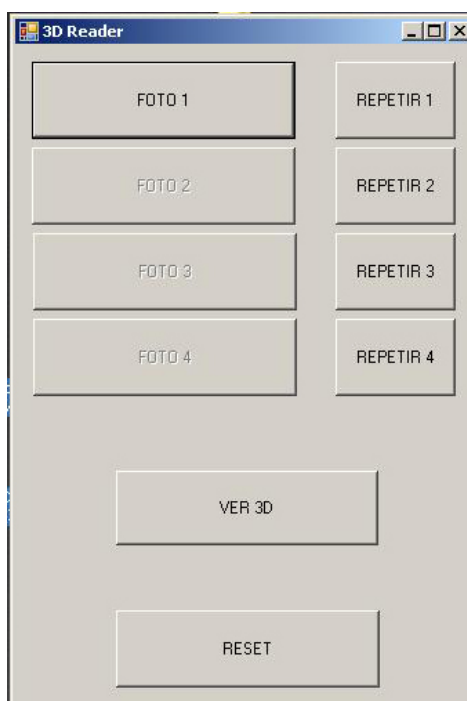 3D Reader
FOTO 1 REPETIR 1
FOTO 2 REPETIR 2
FOTO 3 REPETIR 3
FOTO 4 REPETIR 4
VER 3D
RESET